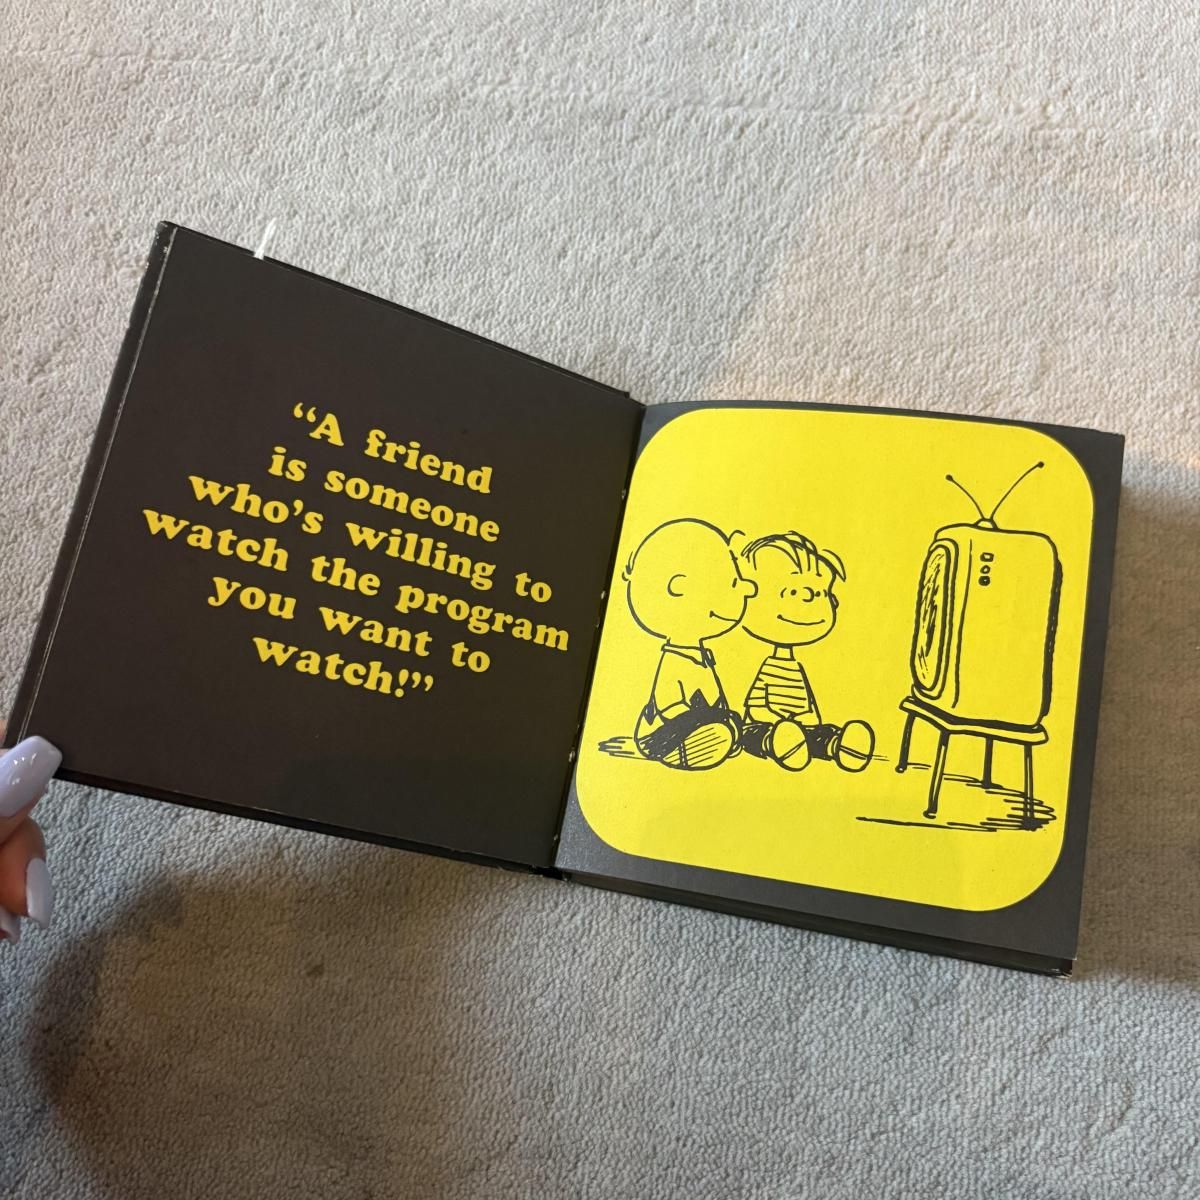 “A friend
is someone
who’s willing to
watch the program
you want to
watch!”